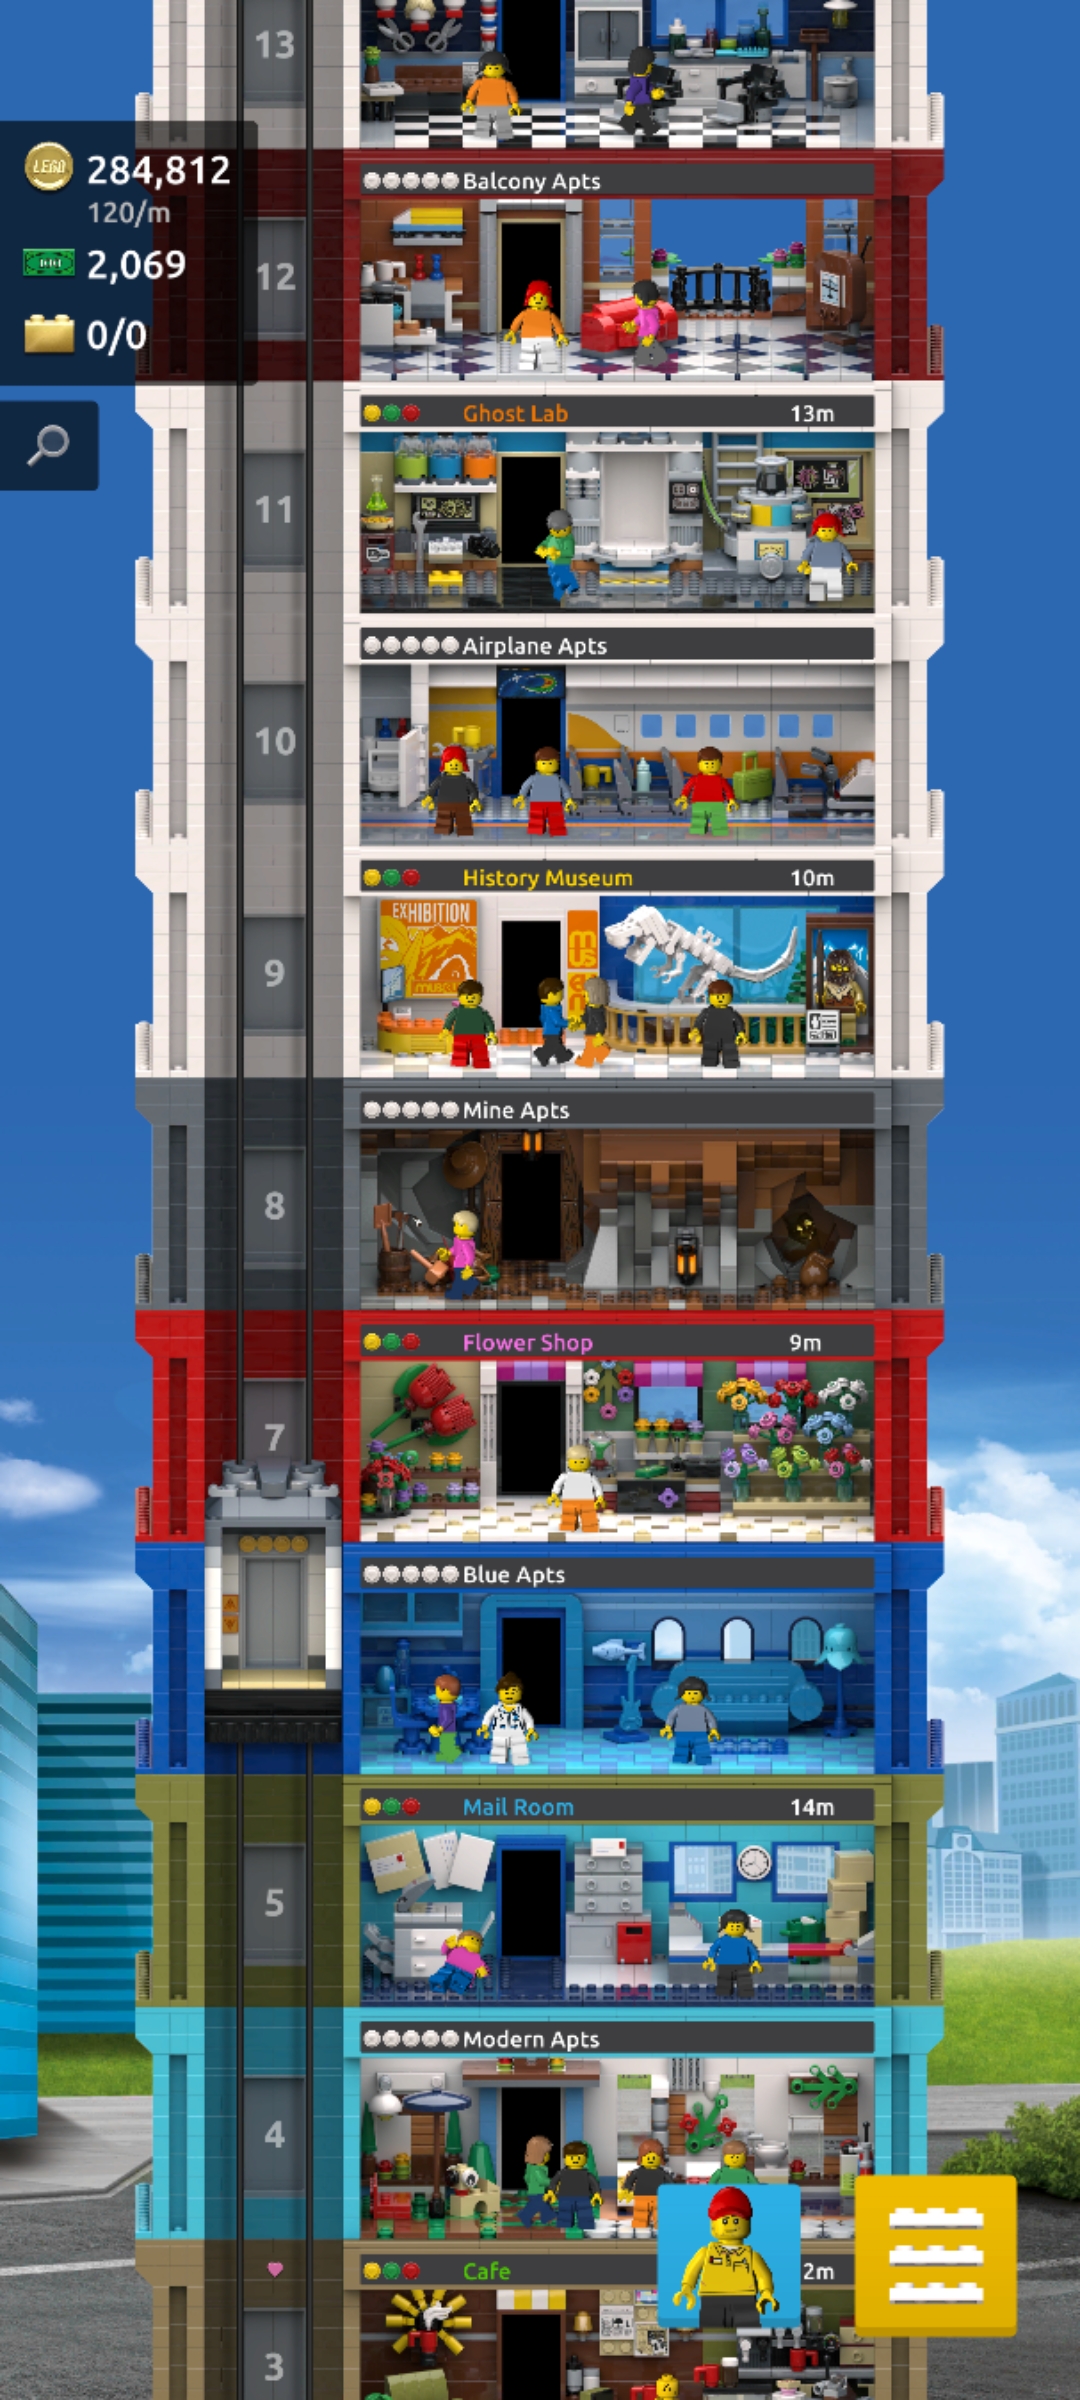 13
LEGO
284,812
120/m
2,069
0/0
Balcony Apts
12
Ghost Lab 13m
11
Airplane Apts
10
History Museum 10m
EXHIBITION
MUSEUM
9
Mine Apts
8
Flower Shop 9m
7
Blue Apts
Mail Room 14m
5
Modern Apts
4
Cafe 2m
3